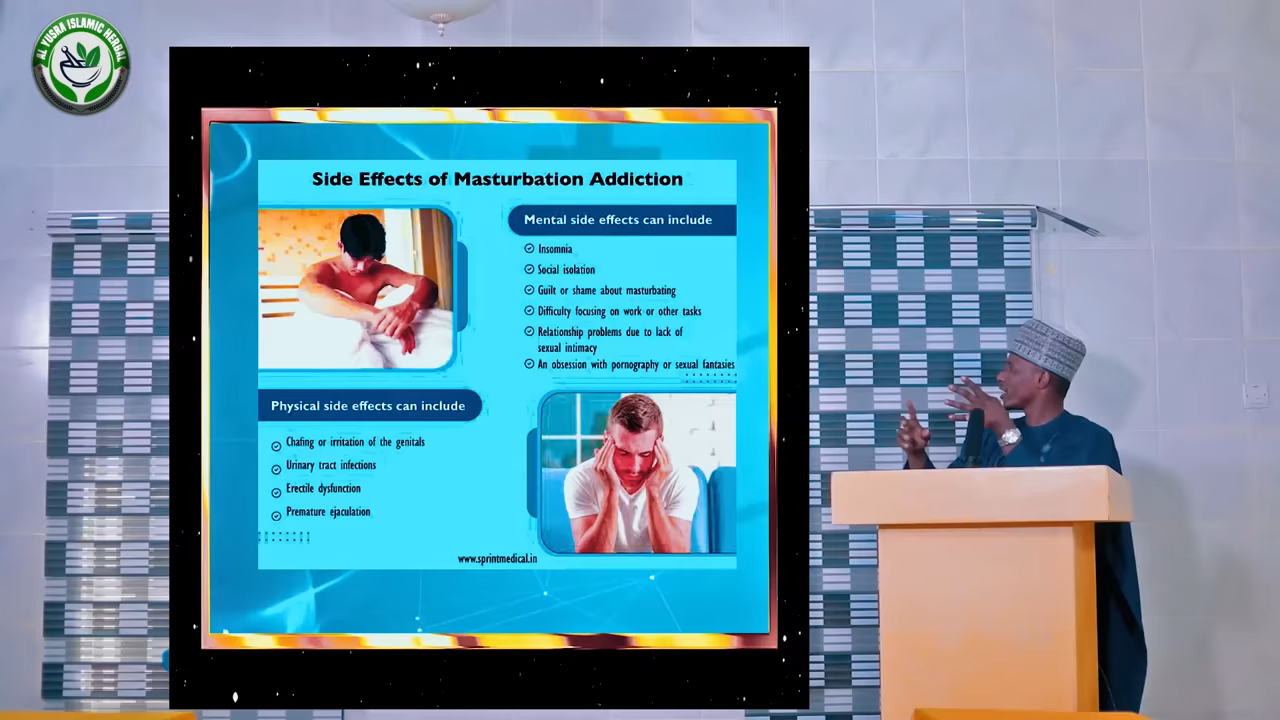 AL YUSRA ISLAMIC HERBAL
Side Effects of Masturbation Addiction
Mental side effects can include
Insomnia
Social isolation
Guilt or shame about masturbating
Difficulty focusing on work or other tasks
Relationship problems due to lack of
sexual intimacy
An obsession with pornography or sexual fantasies
Physical side effects can include
Chafing or irritation of the genitals
Urinary tract infections
Erectile dysfunction
Premature ejaculation
www.sprintmedical.in